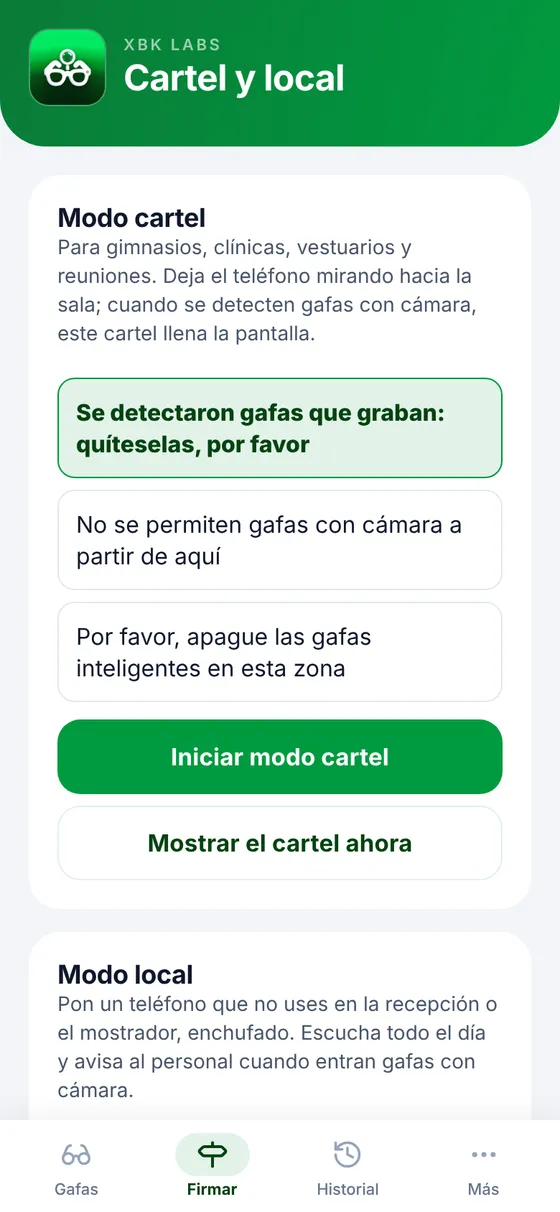 XBK LABS
Cartel y local
Modo cartel
Para gimnasios, clínicas, vestuarios y
reuniones. Deja el teléfono mirando hacia la
sala; cuando se detecten gafas con cámara,
este cartel llena la pantalla.
Se detectaron gafas que graban:
quíteselas, por favor
No se permiten gafas con cámara a
partir de aquí
Por favor, apague las gafas
inteligentes en esta zona
Iniciar modo cartel
Mostrar el cartel ahora
Modo local
Pon un teléfono que no uses en la recepción o
el mostrador, enchufado. Escucha todo el día
y avisa al personal cuando entran gafas con
cámara.
Gafas
Firmar
Historial
Más